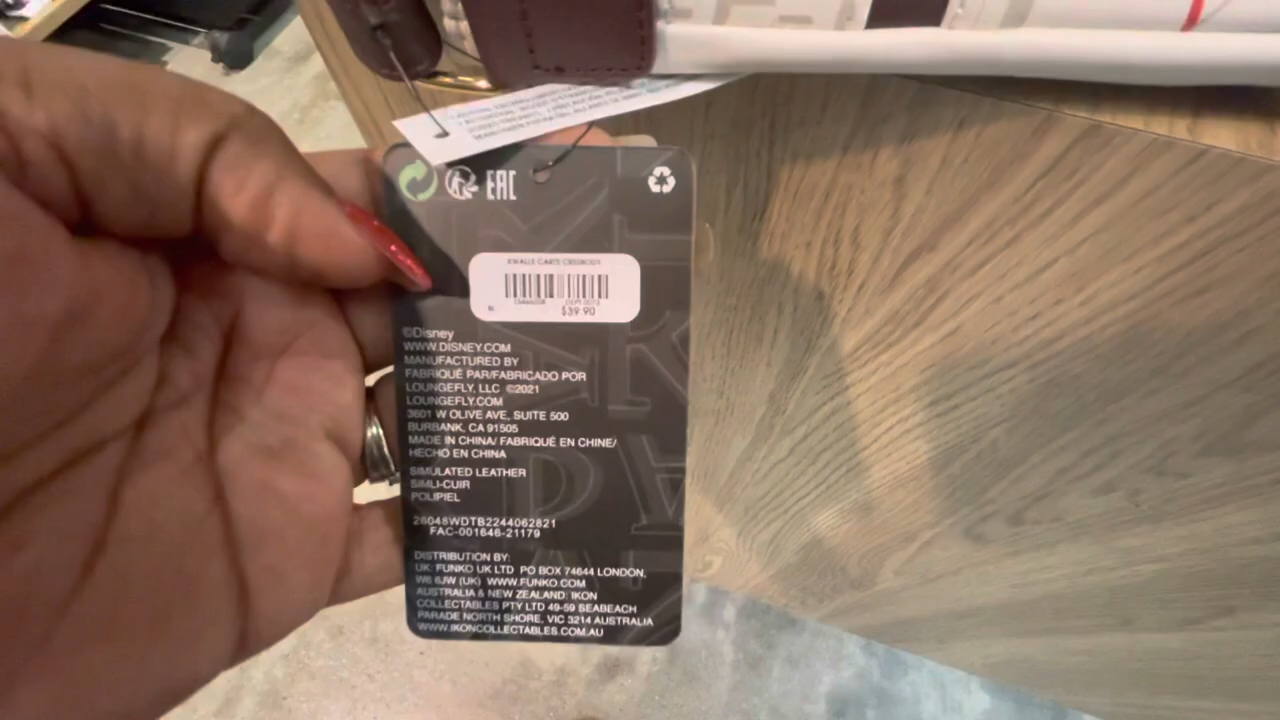 EAC
$39.90
©Disney
WWW.DISNEY.COM
MANUFACTURED BY
FABRIQUÉ PAR/FABRICADO POR
LOUNGEFLY, LLC ©2021
LOUNGEFLY.COM
3601 W OLIVE AVE, SUITE 500
BURBANK, CA 91505
MADE IN CHINA/ FABRIQUÉ EN CHINE/
HECHO EN CHINA
SIMULATED LEATHER
SIMLI-CUIR
POLIPIEL
26048WDTB2244062821
FAC-001646-21179
DISTRIBUTION BY:
UK: FUNKO UK LTD PO BOX 74644 LONDON,
W6 6JW (UK) WWW.FUNKO.COM
AUSTRALIA & NEW ZEALAND: IKON
COLLECTABLES PTY LTD 49-59 SEABEACH
PARADE NORTH SHORE, VIC 3214 AUSTRALIA
WWW.IKONCOLLECTABLES.COM.AU